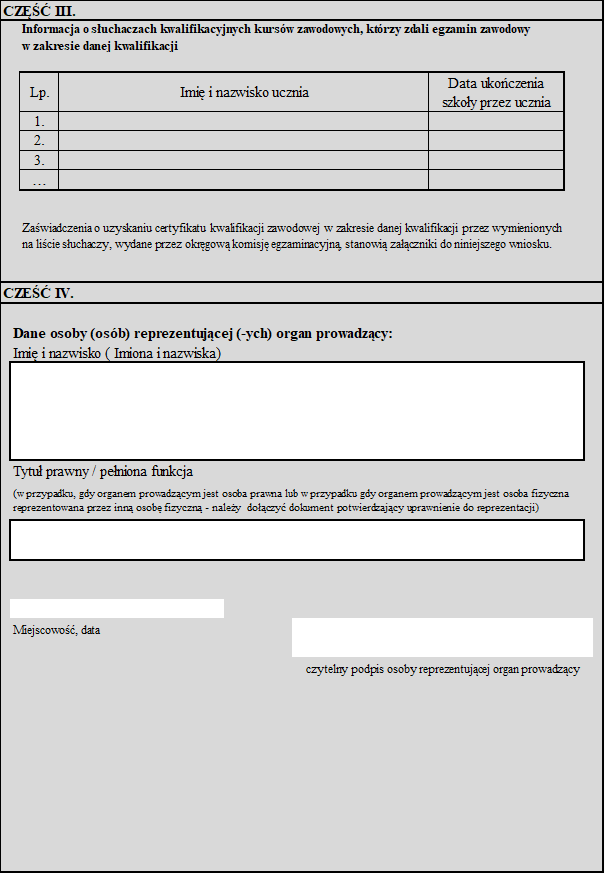 CZĘŚĆ III.
Informacja o słuchaczach kwalifikacyjnych kursów zawodowych, którzy zdali egzamin zawodowy
w zakresie danej kwalifikacji
Lp.
Imię i nazwisko ucznia
Data ukończenia
szkoły przez ucznia
1.
2.
3.
…
Zaświadczenia o uzyskaniu certyfikatu kwalifikacji zawodowej w zakresie danej kwalifikacji przez wymienionych
na liście słuchaczy, wydane przez okręgową komisję egzaminacyjną, stanowią załączniki do niniejszego wniosku.
CZEŚĆ IV.
Dane osoby (osób) reprezentującej (-ych) organ prowadzący:
Imię i nazwisko ( Imiona i nazwiska)
Tytuł prawny / pełniona funkcja
(w przypadku, gdy organem prowadzącym jest osoba prawna lub w przypadku gdy organem prowadzącym jest osoba fizyczna
reprezentowana przez inną osobę fizyczną - należy dołączyć dokument potwierdzający uprawnienie do reprezentacji)
Miejscowość, data
czytelny podpis osoby reprezentującej organ prowadzący